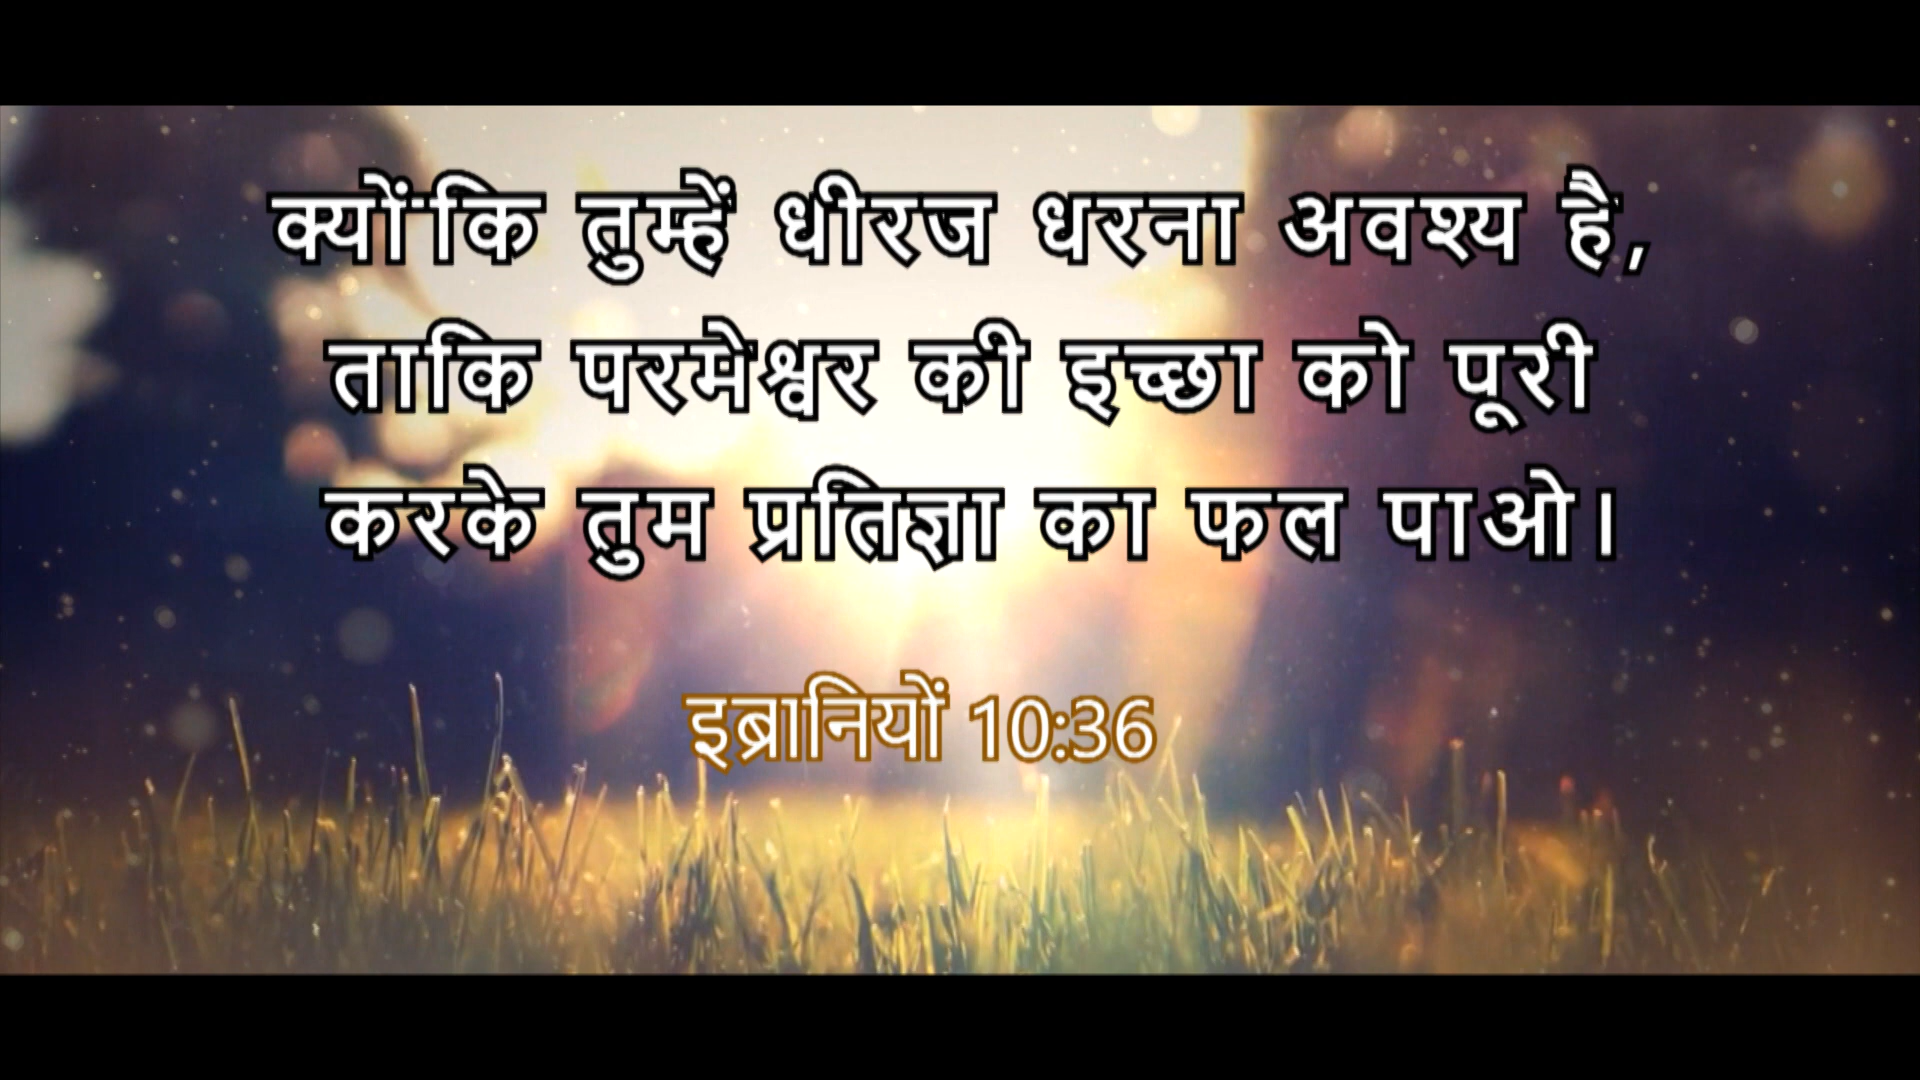 क्योंकि तुम्हें धीरज धरना अवश्य है,
ताकि परमेश्वर की इच्छा को पूरी
करके तुम प्रतिज्ञा का फल पाओ।
इब्रानियों 10:36